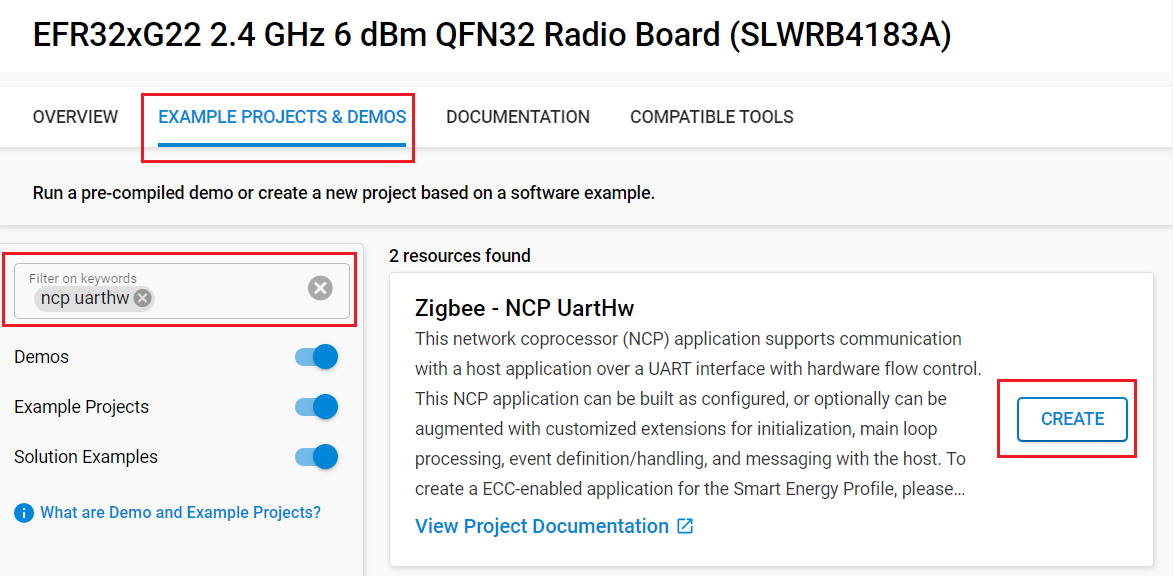 EFR32xG22 2.4 GHz 6 dBm QFN32 Radio Board (SLWRB4183A)
OVERVIEW EXAMPLE PROJECTS & DEMOS DOCUMENTATION COMPATIBLE TOOLS
Run a pre-compiled demo or create a new project based on a software example.
Filter on keywords
ncp uarthw
Demos
Example Projects
Solution Examples
What are Demo and Example Projects?
2 resources found
Zigbee - NCP UartHw
This network coprocessor (NCP) application supports communication
with a host application over a UART interface with hardware flow control.
This NCP application can be built as configured, or optionally can be
augmented with customized extensions for initialization, main loop
processing, event definition/handling, and messaging with the host. To
create a ECC-enabled application for the Smart Energy Profile, please...
View Project Documentation
CREATE